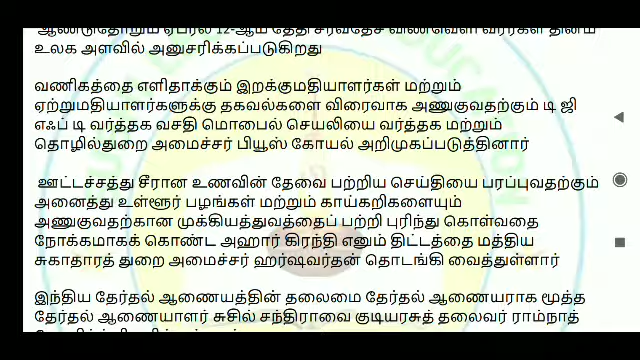 ஆண்டுதோறும் ஏப்ரல் 12-ஆம் தேதி சர்வதேச விண்வெளி வீரர்கள் தினம்
உலக அளவில் அனுசரிக்கப்படுகிறது
வணிகத்தை எளிதாக்கும் இறக்குமதியாளர்கள் மற்றும்
ஏற்றுமதியாளர்களுக்கு தகவல்களை விரைவாக அணுகுவதற்கும் டி ஜி
எஃப் டி வர்த்தக வசதி மொபைல் செயலியை வர்த்தக மற்றும்
தொழில்துறை அமைச்சர் பியூஸ் கோயல் அறிமுகப்படுத்தினார்
ஊட்டச்சத்து சீரான உணவின் தேவை பற்றிய செய்தியை பரப்புவதற்கும்
அனைத்து உள்ளூர் பழங்கள் மற்றும் காய்கறிகளையும்
அணுகுவதற்கான முக்கியத்துவத்தைப் பற்றி புரிந்து கொள்வதை
நோக்கமாகக் கொண்ட அஹார் கிரந்தி எனும் திட்டத்தை மத்திய
சுகாதாரத் துறை அமைச்சர் ஹர்ஷவர்தன் தொடங்கி வைத்துள்ளார்
இந்திய தேர்தல் ஆணையத்தின் தலைமை தேர்தல் ஆணையராக மூத்த
தேர்தல் ஆணையாளர் சுசில் சந்திராவை குடியரசுத் தலைவர் ராம்நாத்